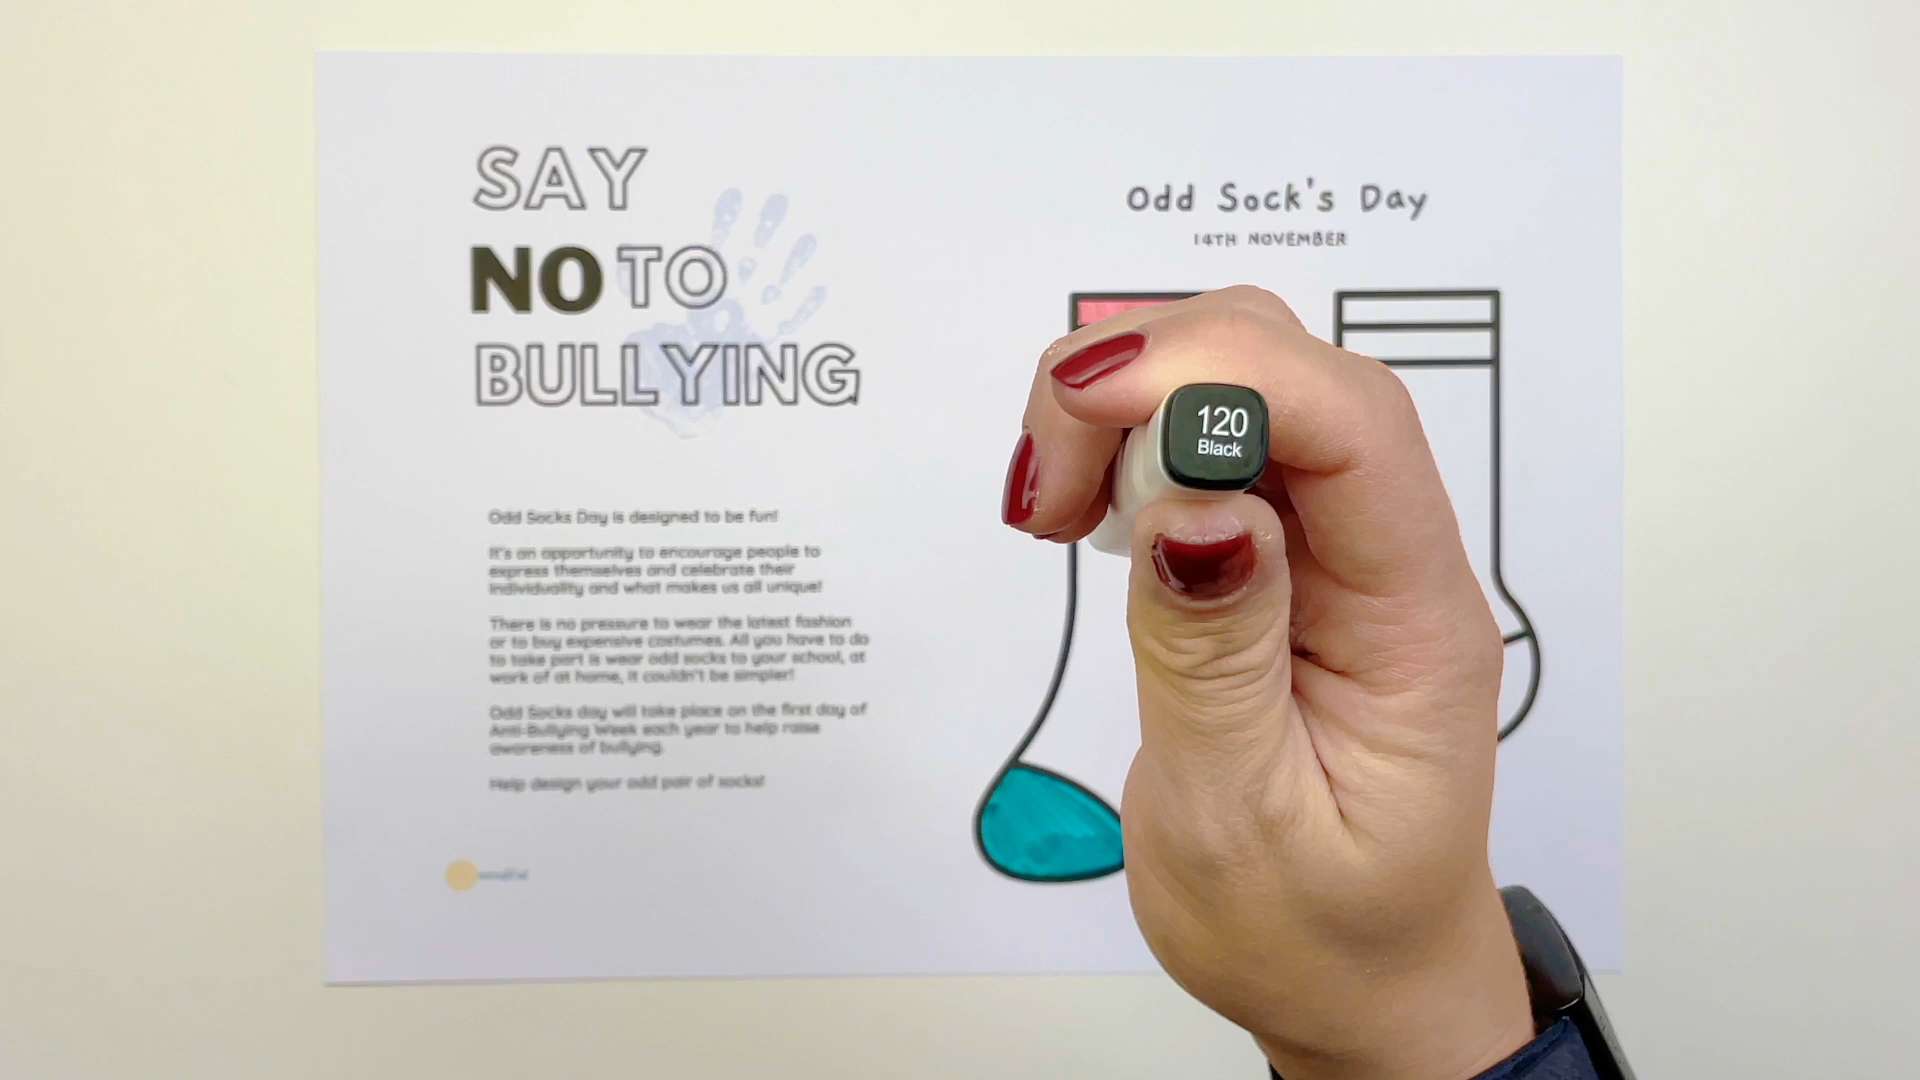 SAY
NO TO
BULLYING
Odd Socks Day is designed to be fun!
It's an opportunity to encourage people to
express themselves and celebrate their
individuality and what makes us all unique!
There is no pressure to wear the latest fashion
or to buy expensive costumes. All you have to do
to take part is wear odd socks to your school, at
work of at home, it couldn't be simpler!
Odd Socks day will take place on the first day of
Anti-Bullying Week each year to help raise
awareness of bullying.
Help design your odd pair of socks!
Odd Sock's Day
14TH NOVEMBER
120
Black